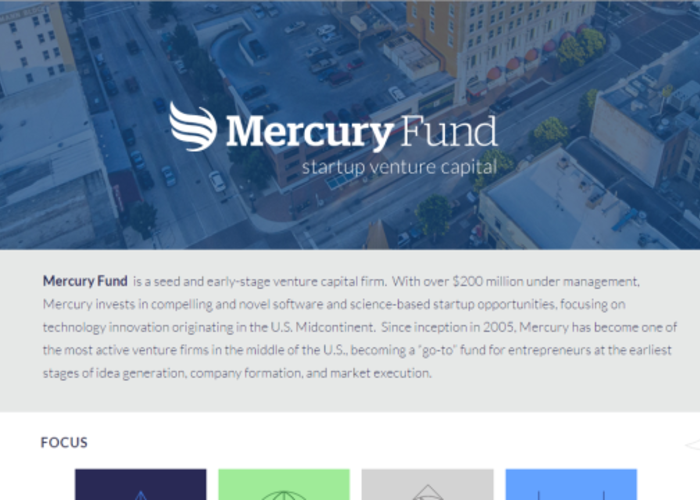 Mercury Fund
startup venture capital
Mercury Fund is a seed and early-stage venture capital firm. With over $200 million under management,
Mercury invests in compelling and novel software and science-based startup opportunities, focusing on
technology innovation originating in the U.S. Midcontinent. Since inception in 2005, Mercury has become one of
the most active venture firms in the middle of the U.S., becoming a "go-to" fund for entrepreneurs at the earliest
stages of idea generation, company formation, and market execution.
FOCUS